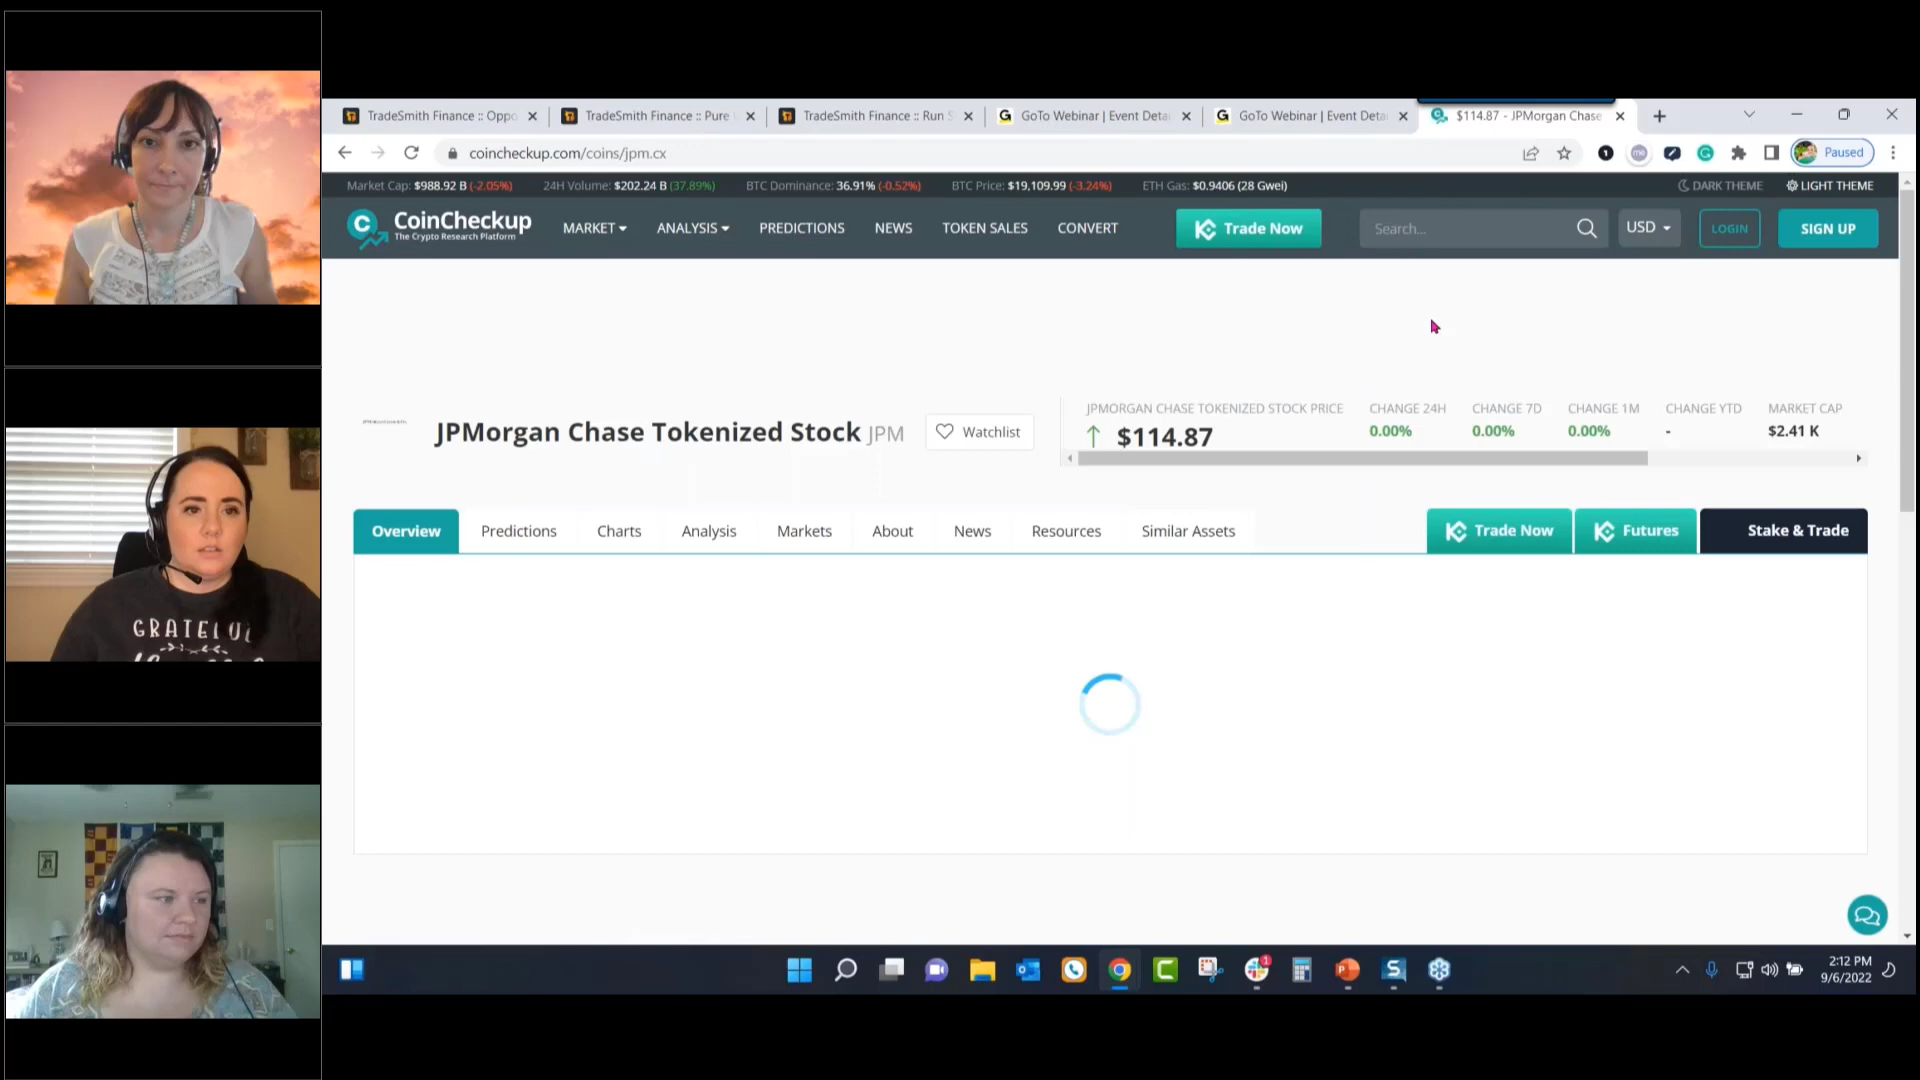 TradeSmith Finance :: Oppo
TradeSmith Finance :: Pure
TradeSmith Finance :: Run S
GoTo Webinar | Event Detai
GoTo Webinar | Event Detai
$114.87 - JPMorgan Chase
coincheckup.com/coins/jpm.cx
Paused
Market Cap: $988.92 B (-2.05%)
24H Volume: $202.24 B (37.89%)
BTC Dominance: 36.91% (-0.52%)
BTC Price: $19,109.99 (-3.24%)
ETH Gas: $0.9406 (28 Gwei)
DARK THEME
LIGHT THEME
CoinCheckup
The Crypto Research Platform
MARKET
ANALYSIS
PREDICTIONS
NEWS
TOKEN SALES
CONVERT
Trade Now
Search...
USD
LOGIN
SIGN UP
JPMorgan Chase Tokenized Stock JPM
Watchlist
JPMORGAN CHASE TOKENIZED STOCK PRICE
$114.87
CHANGE 24H
0.00%
CHANGE 7D
0.00%
CHANGE 1M
0.00%
CHANGE YTD
-
MARKET CAP
$2.41 K
Overview
Predictions
Charts
Analysis
Markets
About
News
Resources
Similar Assets
Trade Now
Futures
Stake & Trade
GRATEFUL
2:12 PM
9/6/2022